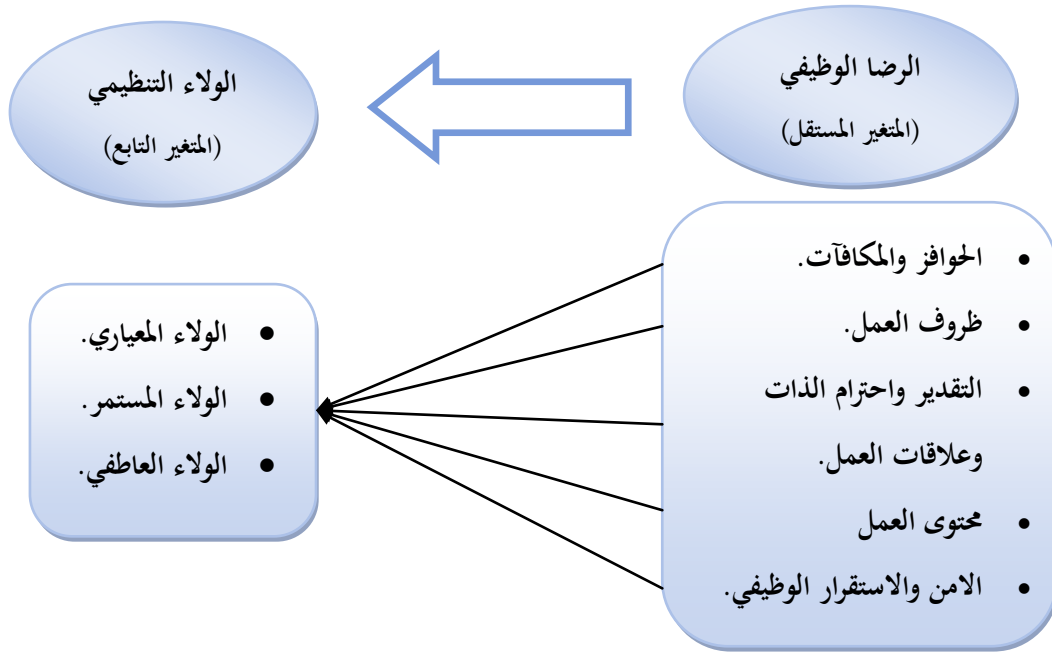 الرضا الوظيفي
(المتغير المستقل)
الولاء التنظيمي
(المتغير التابع)
• الحوافز والمكافآت.
• ظروف العمل.
• التقدير واحترام الذات
وعلاقات العمل.
• محتوى العمل
• الامن والاستقرار الوظيفي.
• الولاء المعياري.
• الولاء المستمر.
• الولاء العاطفي.